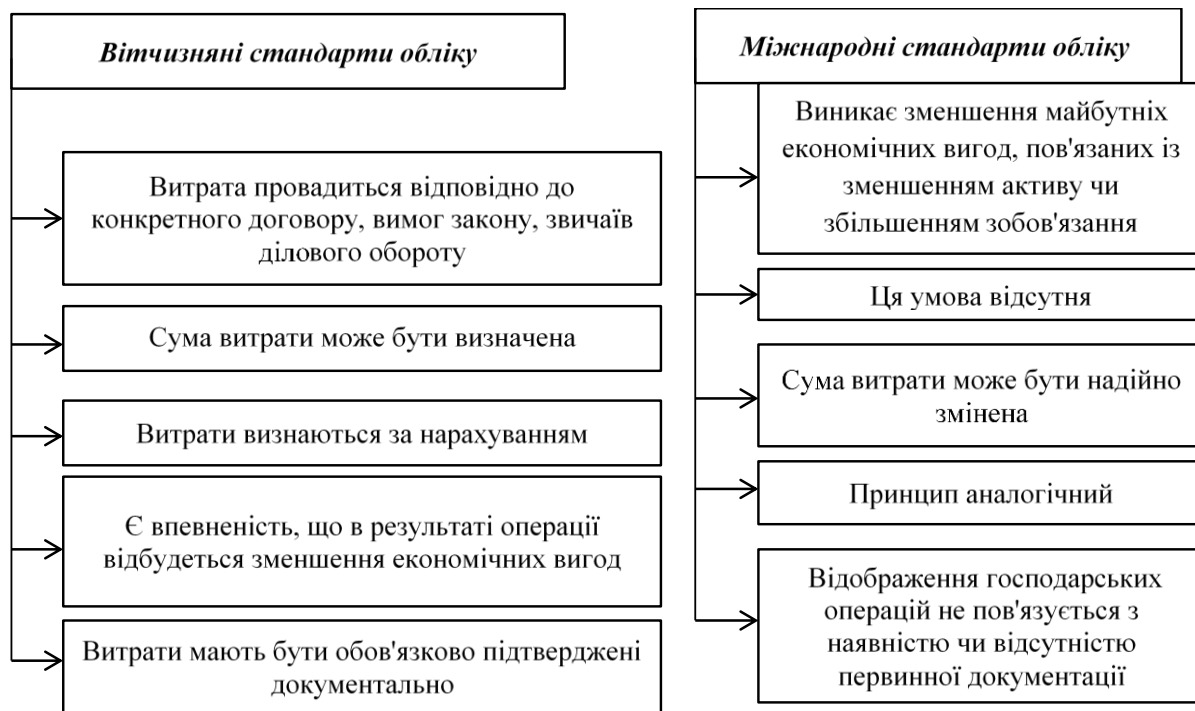 Вітчизняні стандарти обліку
Витрата провадиться відповідно до
конкретного договору, вимог закону, звичаїв
ділового обороту
Сума витрати може бути визначена
Витрати визнаються за нарахуванням
Є впевненість, що в результаті операції
відбудеться зменшення економічних вигод
Витрати мають бути обов'язково підтверджені
документально
Міжнародні стандарти обліку
Виникає зменшення майбутніх
економічних вигод, пов'язаних із
зменшенням активу чи
збільшенням зобов'язання
Ця умова відсутня
Сума витрати може бути надійно
змінена
Принцип аналогічний
Відображення господарських
операцій не пов'язується з
наявністю чи відсутністю
первинної документації